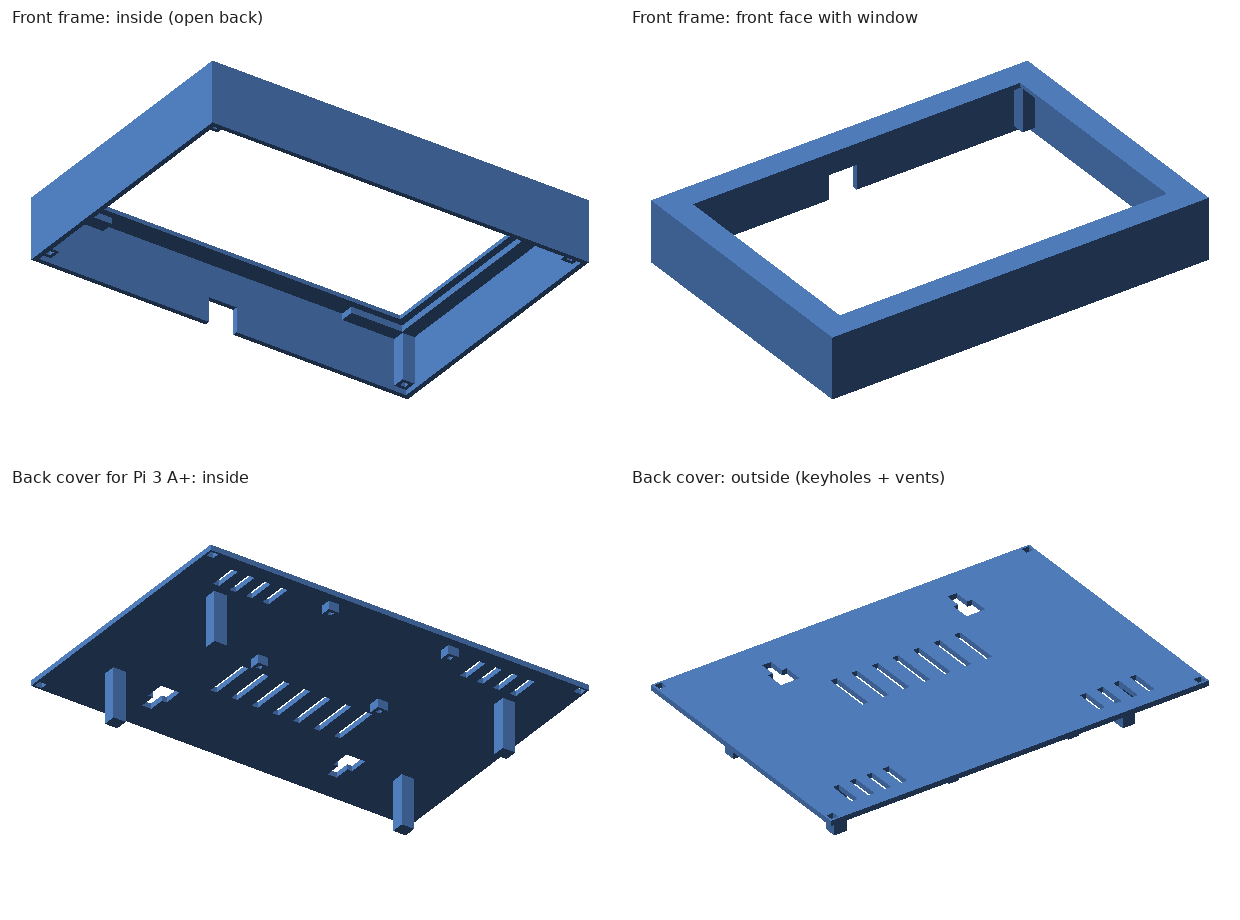 Front frame: inside (open back)
Front frame: front face with window
Back cover for Pi 3 A+: inside
Back cover: outside (keyholes + vents)